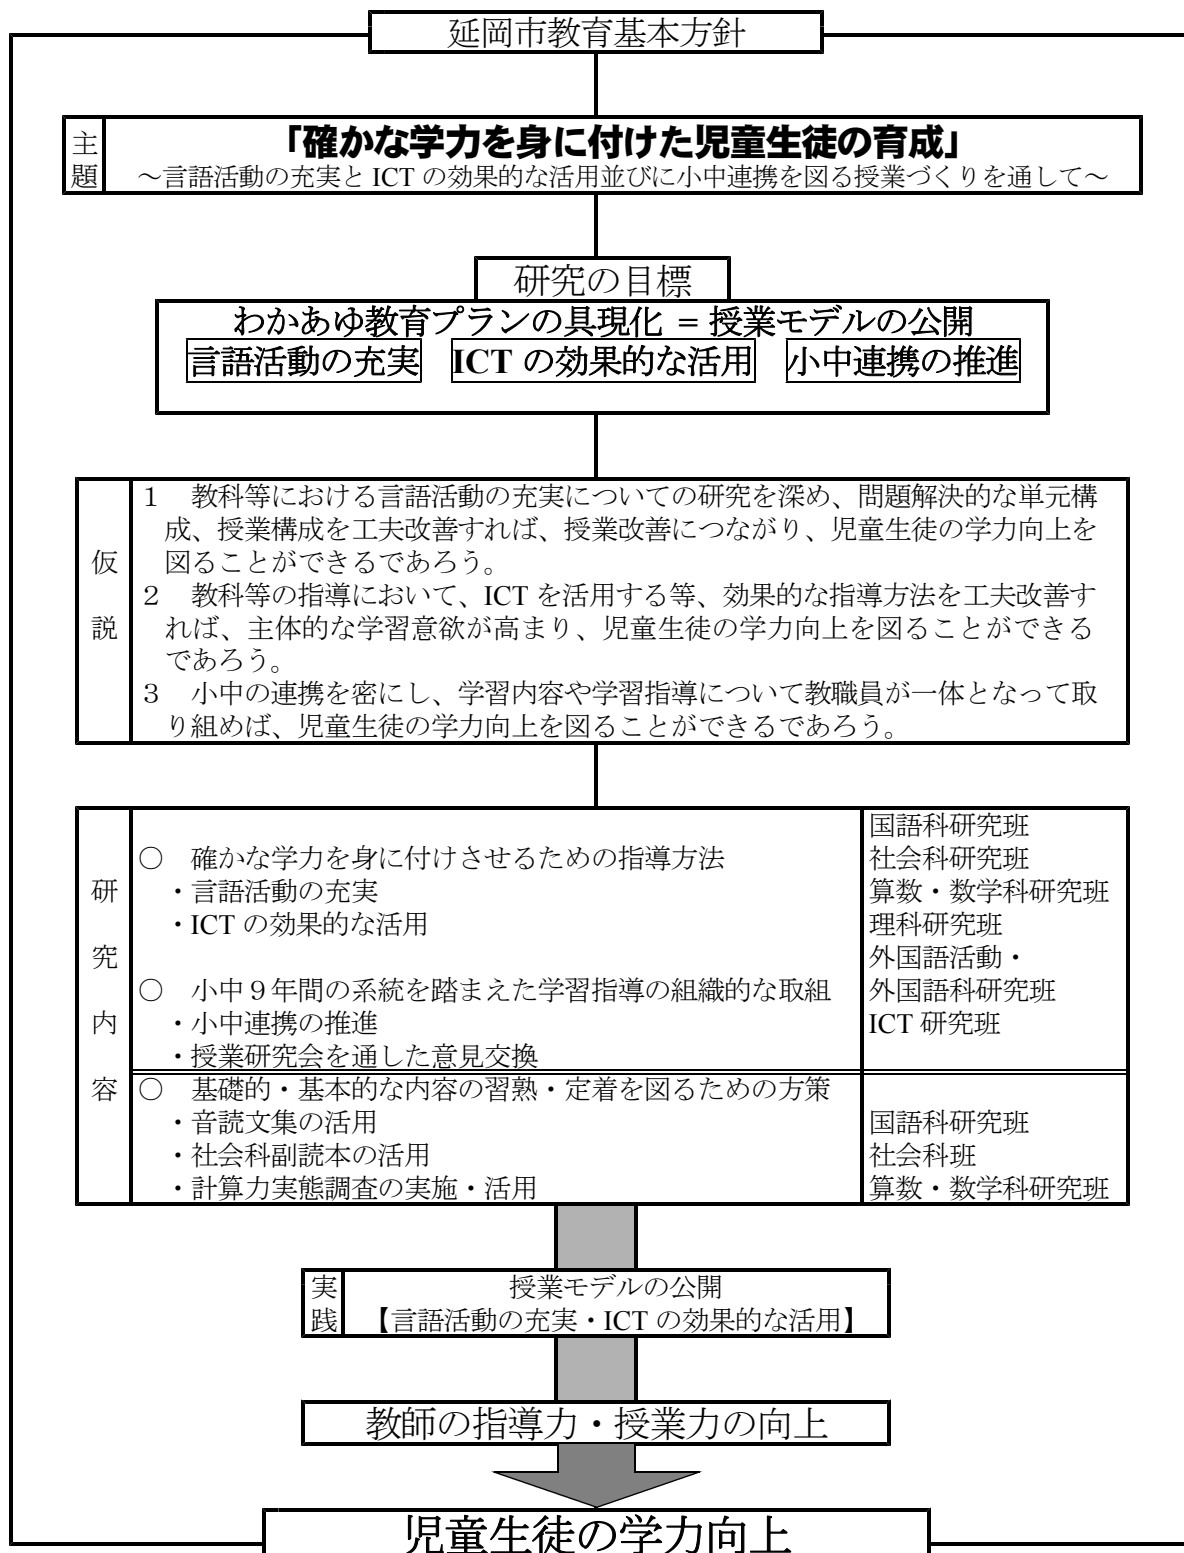 延岡市教育基本方針
主題
「確かな学力を身に付けた児童生徒の育成」
～言語活動の充実と ICT の効果的な活用並びに小中連携を図る授業づくりを通して～
研究の目標
わかあゆ教育プランの具現化 = 授業モデルの公開
言語活動の充実 ICT の効果的な活用 小中連携の推進
仮説
１　教科等における言語活動の充実についての研究を深め、問題解決的な単元構
成、授業構成を工夫改善すれば、授業改善につながり、児童生徒の学力向上を
図ることができるであろう。
２　教科等の指導において、ICT を活用する等、効果的な指導方法を工夫改善す
れば、主体的な学習意欲が高まり、児童生徒の学力向上を図ることができる
であろう。
３　小中の連携を密にし、学習内容や学習指導について教職員が一体となって取
り組めば、児童生徒の学力向上を図ることができるであろう。
研究内容
○　確かな学力を身に付けさせるための指導方法
・言語活動の充実
・ICT の効果的な活用
○　小中９年間の系統を踏まえた学習指導の組織的な取組
・小中連携の推進
・授業研究会を通した意見交換
国語科研究班
社会科研究班
算数・数学科研究班
理科研究班
外国語活動・
外国語科研究班
ICT 研究班
○　基礎的・基本的な内容の習熟・定着を図るための方策
・音読文集の活用
・社会科副読本の活用
・計算力実態調査の実施・活用
国語科研究班
社会科班
算数・数学科研究班
実践
授業モデルの公開
【言語活動の充実・ICT の効果的な活用】
教師の指導力・授業力の向上
児童生徒の学力向上